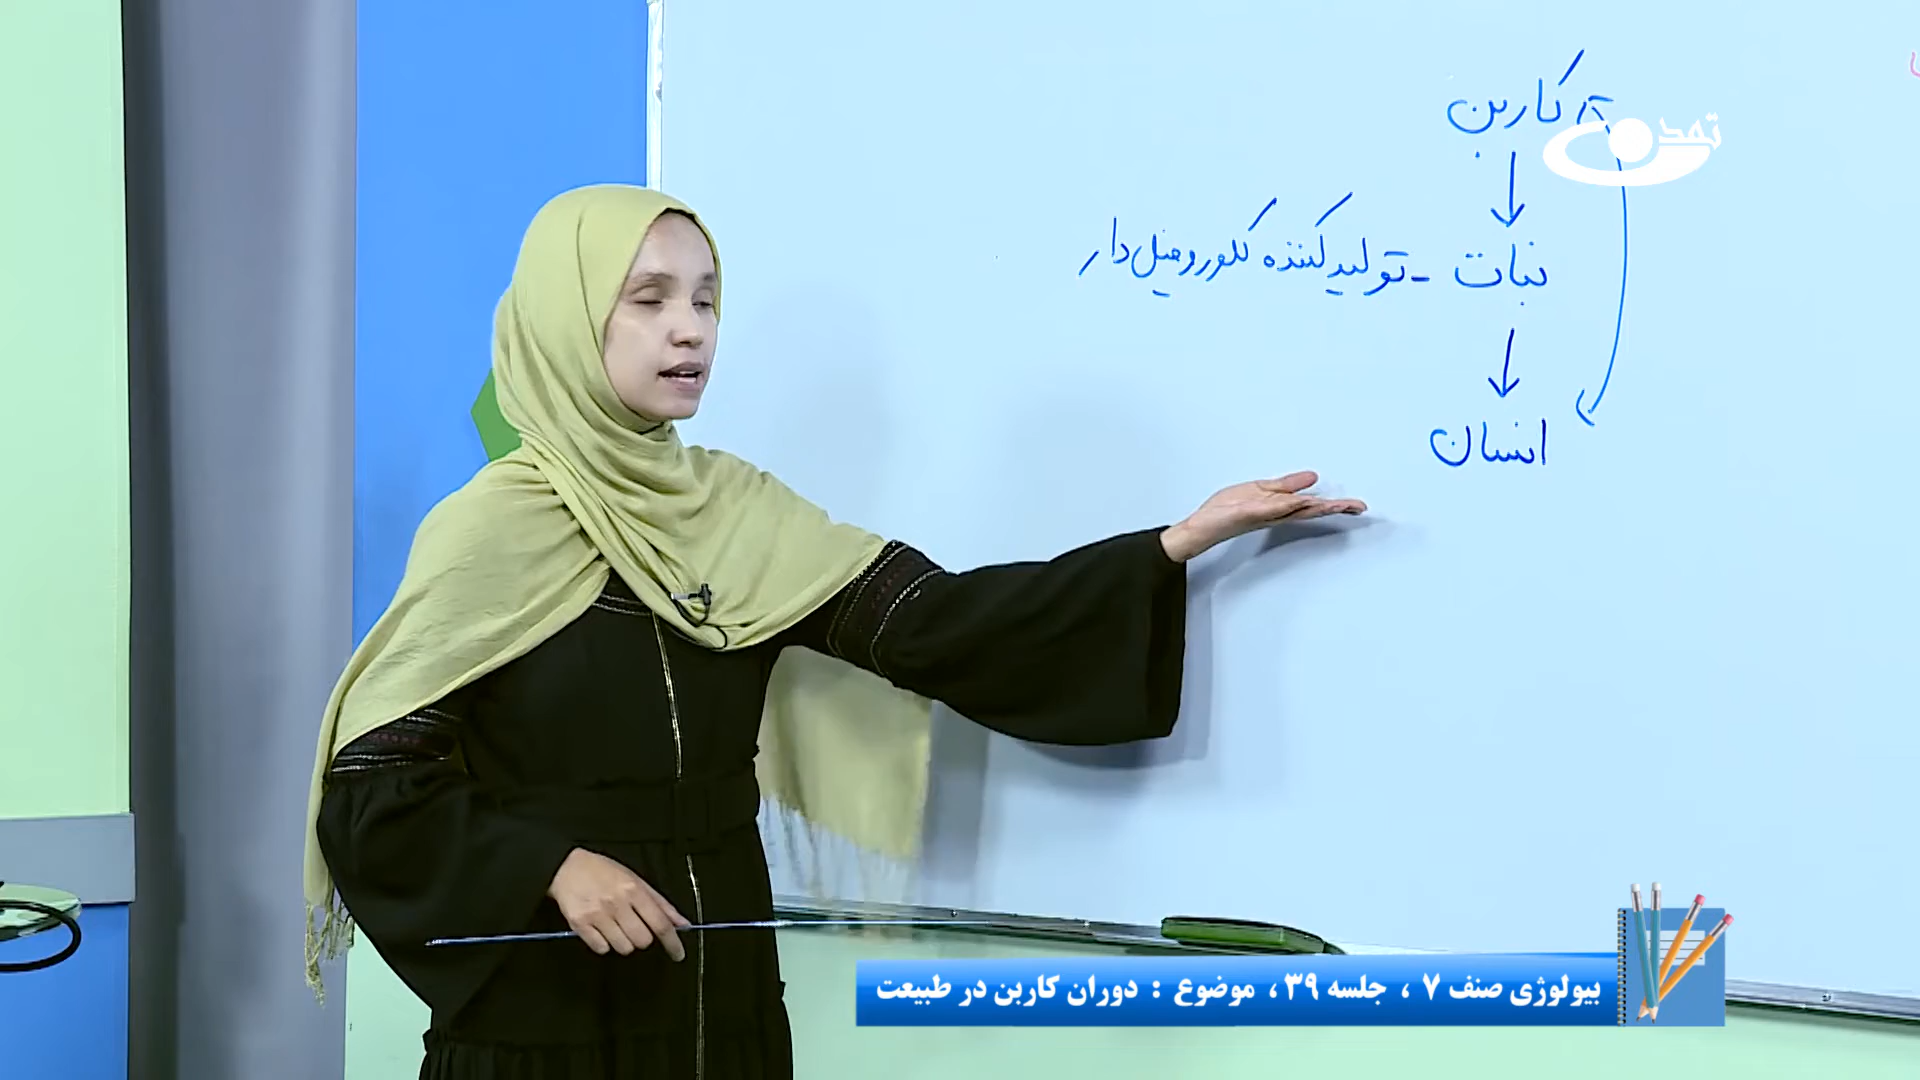 کاربن
تمدن
نبات - تولید کننده کلوروفیل دار
انسان
بیولوژی صنف ۷ ، جلسه ۳۹ ، موضوع : دوران کاربن در طبیعت